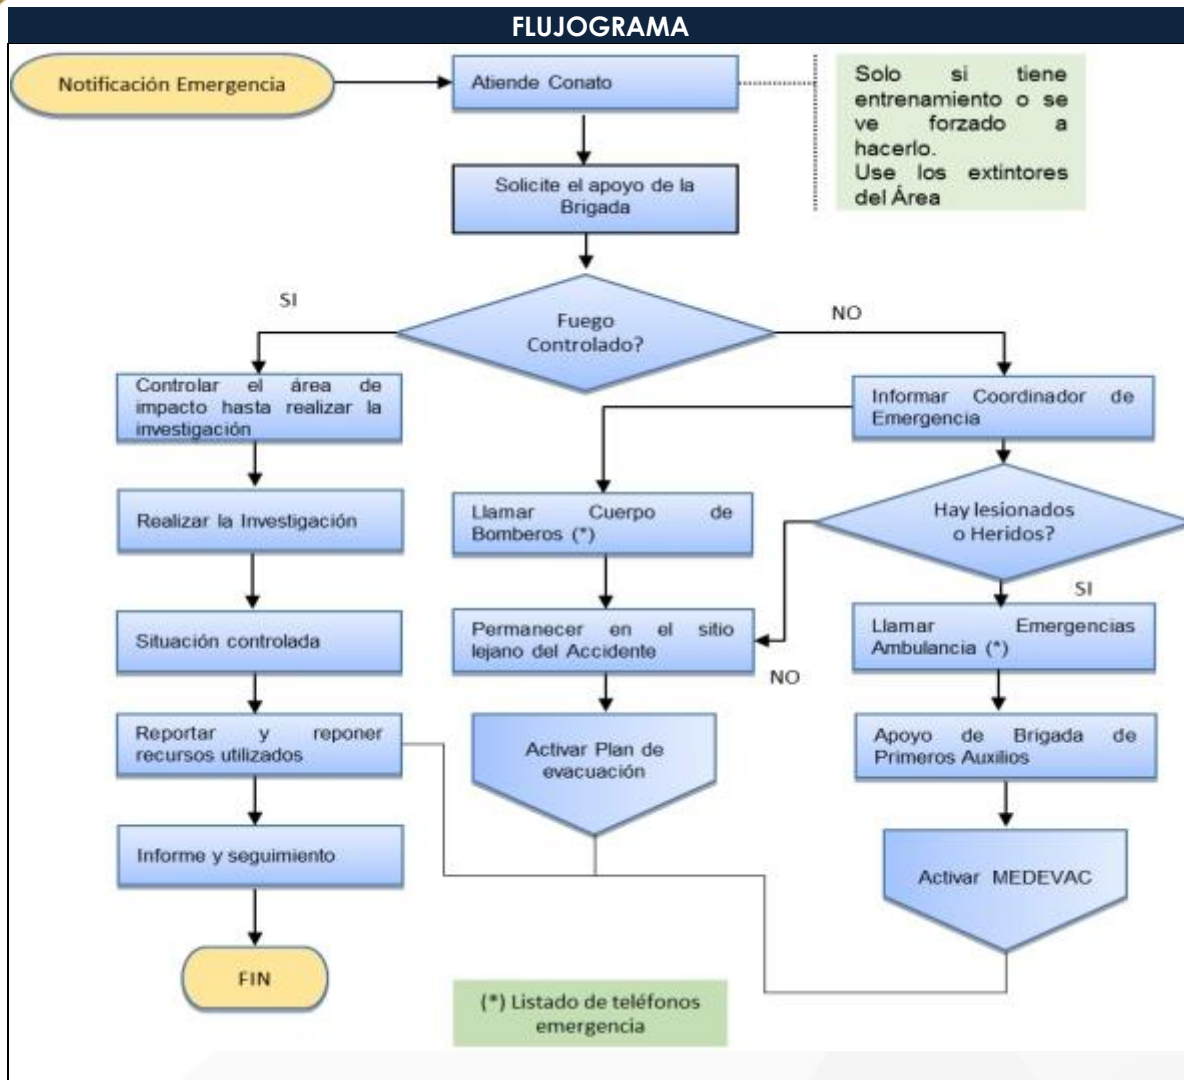 FLUJOGRAMA
Notificación Emergencia
Atiende Conato
Solo si tiene
entrenamiento o se
ve forzado a
hacerlo.
Use los extintores
del Área
Solicite el apoyo de la
Brigada
SI
Fuego
Controlado?
NO
Controlar el área de
impacto hasta realizar la
investigación
Informar Coordinador de
Emergencia
Realizar la Investigación
Llamar Cuerpo de
Bomberos (*)
Hay lesionados
o Heridos?
SI
Situación controlada
Permanecer en el sitio
lejano del Accidente
NO
Llamar Emergencias
Ambulancia (*)
Reportar y reponer
recursos utilizados
Activar Plan de
evacuación
Apoyo de Brigada de
Primeros Auxilios
Informe y seguimiento
Activar MEDEVAC
FIN
(*) Listado de teléfonos
emergencia